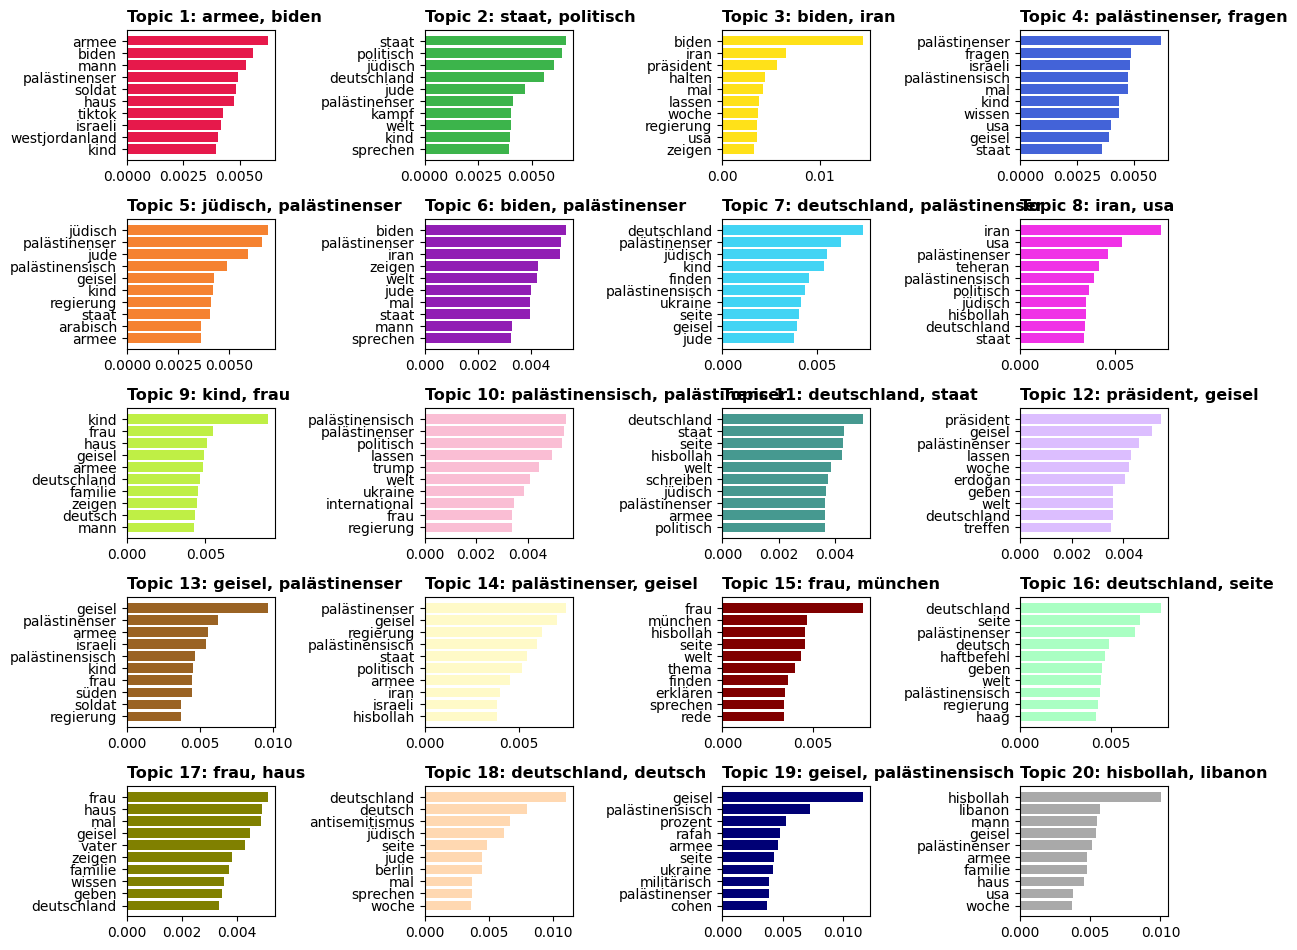 Topic 1: armee, biden
armee
biden
mann
palästinenser
soldat
haus
tiktok
israeli
westjordanland
kind
0.0000 0.0025 0.0050
Topic 2: staat, politisch
staat
politisch
jüdisch
deutschland
jude
palästinenser
kampf
welt
kind
sprechen
0.0000 0.0025 0.0050
Topic 3: biden, iran
biden
iran
präsident
halten
mal
lassen
woche
regierung
usa
zeigen
0.00 0.01
Topic 4: palästinenser, fragen
palästinenser
fragen
israeli
palästinensisch
mal
kind
wissen
usa
geisel
staat
0.0000 0.0025 0.0050
Topic 5: jüdisch, palästinenser
jüdisch
palästinenser
jude
palästinensisch
geisel
kind
regierung
staat
arabisch
armee
0.0000 0.0025 0.0050
Topic 6: biden, palästinenser
biden
palästinenser
iran
zeigen
welt
jude
mal
staat
mann
sprechen
0.000 0.002 0.004
Topic 7: deutschland, palästinenser
deutschland
palästinenser
jüdisch
kind
finden
palästinensisch
ukraine
seite
geisel
jude
0.000 0.005
Topic 8: iran, usa
iran
usa
palästinenser
teheran
palästinensisch
politisch
jüdisch
hisbollah
deutschland
staat
0.000 0.005
Topic 9: kind, frau
kind
frau
haus
geisel
armee
deutschland
familie
zeigen
deutsch
mann
0.000 0.005
Topic 10: palästinensisch, palästinenser
palästinensisch
palästinenser
politisch
lassen
trump
welt
ukraine
international
frau
regierung
0.000 0.002 0.004
Topic 11: deutschland, staat
deutschland
staat
seite
hisbollah
welt
schreiben
jüdisch
palästinenser
armee
politisch
0.000 0.002 0.004
Topic 12: präsident, geisel
präsident
geisel
palästinenser
lassen
woche
erdogan
geben
welt
deutschland
treffen
0.000 0.002 0.004
Topic 13: geisel, palästinenser
geisel
palästinenser
armee
israeli
palästinensisch
kind
frau
süden
soldat
regierung
0.000 0.005 0.010
Topic 14: palästinenser, geisel
palästinenser
geisel
regierung
palästinensisch
staat
politisch
armee
iran
israeli
hisbollah
0.000 0.005
Topic 15: frau, münchen
frau
münchen
hisbollah
seite
welt
thema
finden
erklären
sprechen
rede
0.000 0.005
Topic 16: deutschland, seite
deutschland
seite
palästinenser
deutsch
haftbefehl
geben
welt
palästinensisch
regierung
haag
0.000 0.005
Topic 17: frau, haus
frau
haus
mal
geisel
vater
zeigen
familie
wissen
geben
deutschland
0.000 0.002 0.004
Topic 18: deutschland, deutsch
deutschland
deutsch
antisemitismus
jüdisch
seite
jude
berlin
mal
sprechen
woche
0.000 0.005 0.010
Topic 19: geisel, palästinensisch
geisel
palästinensisch
prozent
rafah
armee
seite
ukraine
militärisch
palästinenser
cohen
0.000 0.005 0.010
Topic 20: hisbollah, libanon
hisbollah
libanon
mann
geisel
palästinenser
armee
familie
haus
usa
woche
0.000 0.005 0.010